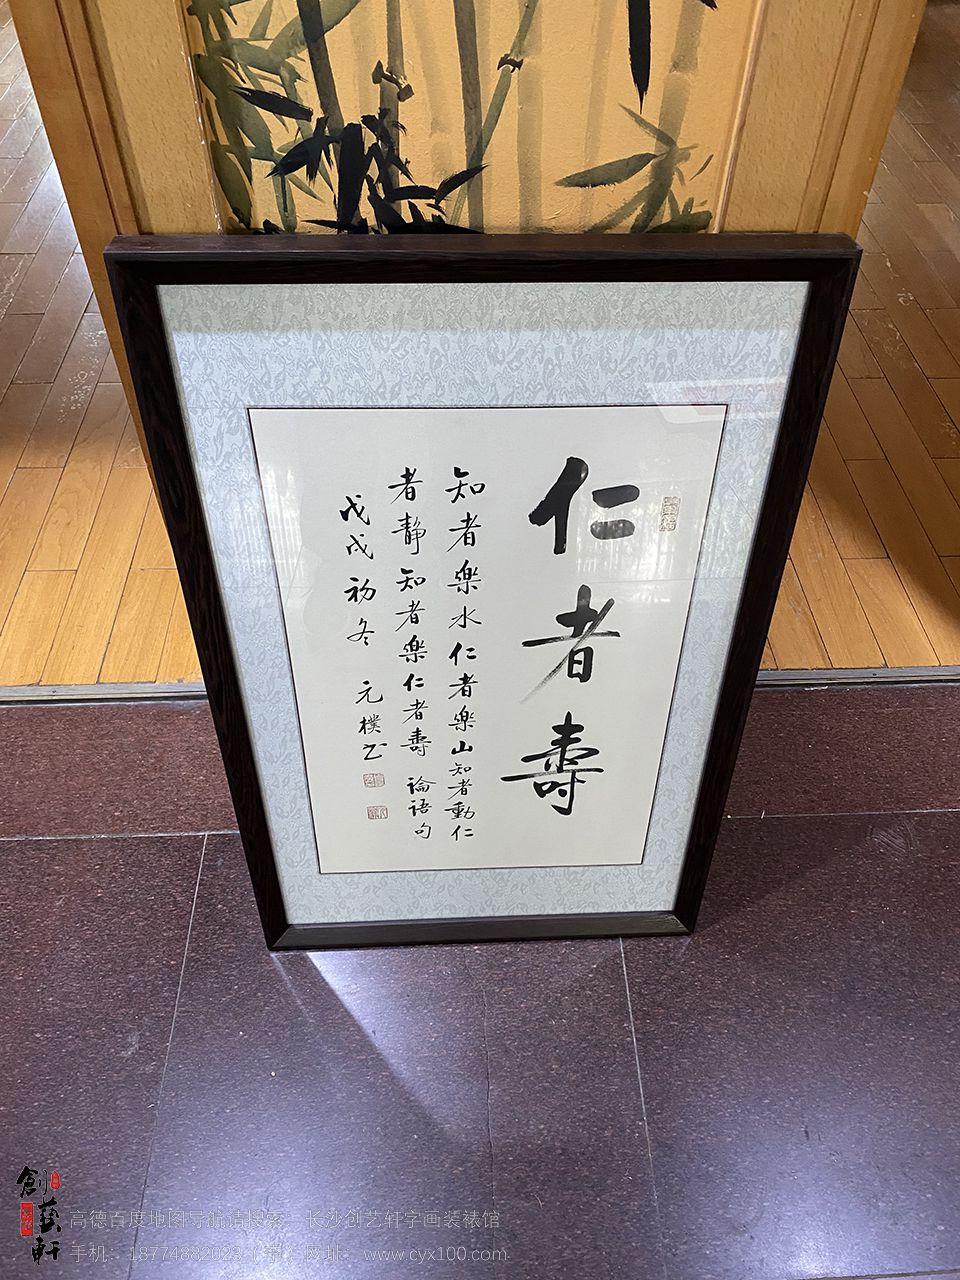 仁者壽
知者樂水仁者樂山知者動仁
者靜知者樂仁者壽 論语句
戊戌初冬 元樸书
創藝軒
高德百度地图导航请搜索：长沙创艺轩字画装裱馆
手机：18774882023
网址：www.cyx100.com